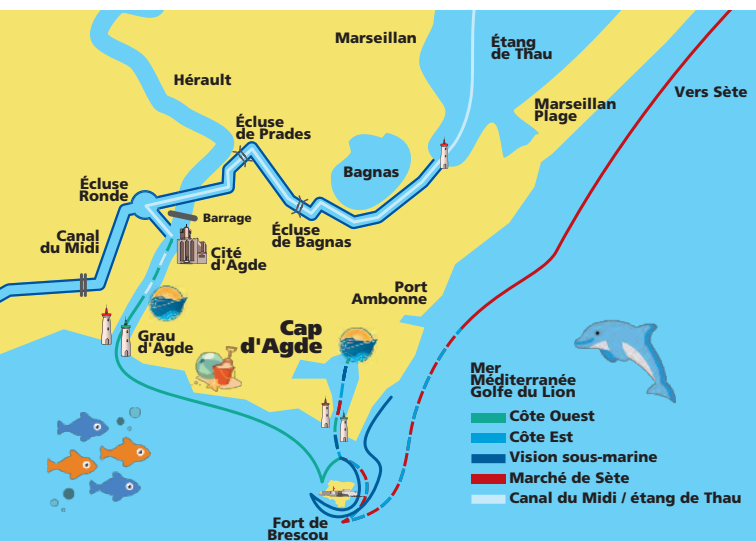 Marseillan
Étang
de Thau
Hérault
Vers Sète
Marseillan
Plage
Écluse
de Prades
Bagnas
Écluse
Ronde
Barrage
Écluse
de Bagnas
Canal
du Midi
Cité
d'Agde
Port
Ambonne
Grau
d'Agde
Cap
d'Agde
Mer
Méditerranée
Golfe du Lion
Côte Ouest
Côte Est
Vision sous-marine
Marché de Sète
Canal du Midi / étang de Thau
Fort de
Brescou